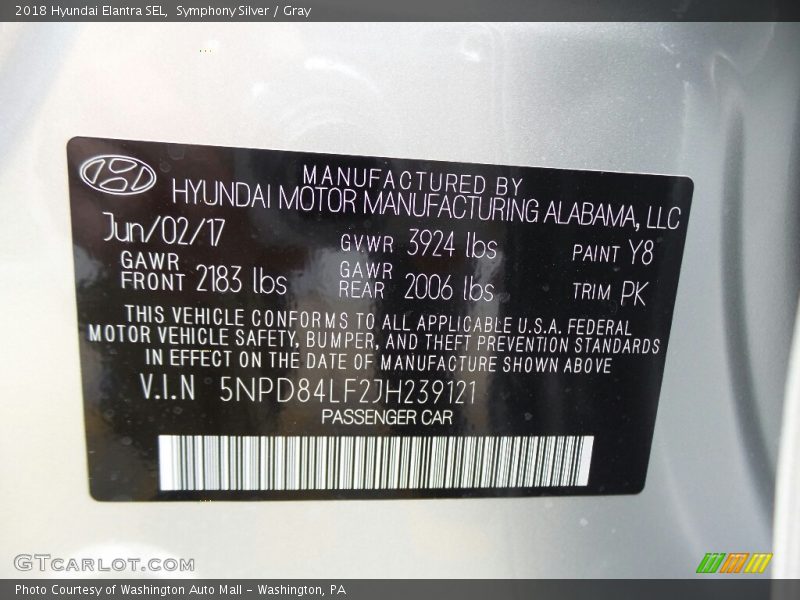 2018 Hyundai Elantra SEL, Symphony Silver / Gray
MANUFACTURED BY
HYUNDAI MOTOR MANUFACTURING ALABAMA, LLC
Jun/02/17
GVWR 3924 lbs
PAINT Y8
GAWR FRONT 2183 lbs
GAWR REAR 2006 lbs
TRIM PK
THIS VEHICLE CONFORMS TO ALL APPLICABLE U.S.A. FEDERAL
MOTOR VEHICLE SAFETY, BUMPER, AND THEFT PREVENTION STANDARDS
IN EFFECT ON THE DATE OF MANUFACTURE SHOWN ABOVE
V.I.N 5NPD84LF2JH239121
PASSENGER CAR
GTCARLOT.COM
Photo Courtesy of Washington Auto Mall - Washington, PA